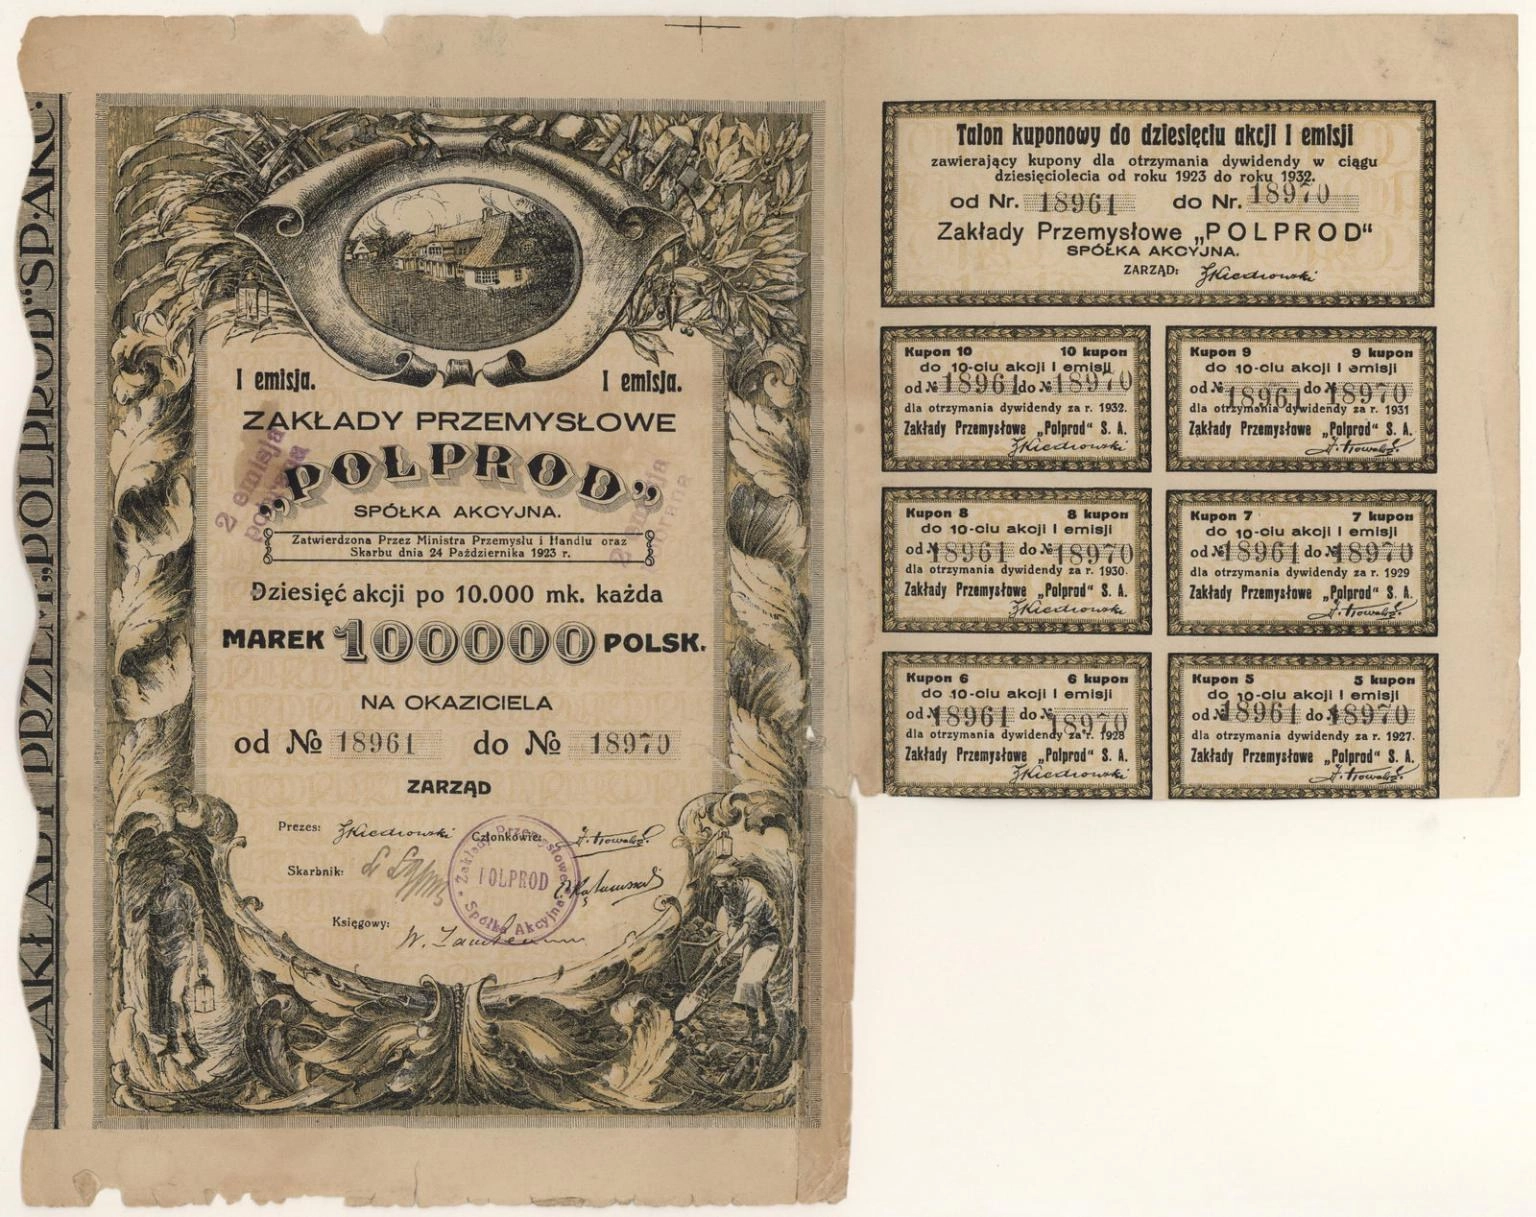 ZAKŁADY PRZEM. „POLPROD“ SP. AKC.
I emisja. I emisja.
ZAKŁADY PRZEMYSŁOWE
„POLPROD”
SPÓŁKA AKCYJNA.
Zatwierdzona Przez Ministra Przemysłu i Handlu oraz
Skarbu dnia 24 Października 1923 r.
2 emisja
2 emisja
Dziesięć akcji po 10.000 mk. każda
MAREK 100000 POLSK.
NA OKAZICIELA
od № 18961 do № 18970
ZARZĄD
Prezes: Członkowie:
Skarbnik:
Księgowy:
Zakłady Przemysłowe
POLPROD
Spółka Akcyjna
Talon kuponowy do dziesięciu akcji I emisji
zawierający kupony dla otrzymania dywidendy w ciągu
dziesięciolecia od roku 1923 do roku 1932.
od Nr. 18961 do Nr. 18970
Zakłady Przemysłowe „POLPROD“
SPÓŁKA AKCYJNA.
ZARZĄD:
Kupon 10 10 kupon
do 10-ciu akcji I emisji
od № 18961 do № 18970
dla otrzymania dywidendy za r. 1932.
Zakłady Przemysłowe „Polprod“ S. A.
Kupon 9 9 kupon
do 10-ciu akcji I emisji
od № 18961 do № 18970
dla otrzymania dywidendy za r. 1931
Zakłady Przemysłowe „Polprod“ S. A.
Kupon 8 8 kupon
do 10-ciu akcji I emisji
od № 18961 do № 18970
dla otrzymania dywidendy za r. 1930.
Zakłady Przemysłowe „Polprod“ S. A.
Kupon 7 7 kupon
do 10-ciu akcji I emisji
od № 18961 do № 18970
dla otrzymania dywidendy za r. 1929
Zakłady Przemysłowe „Polprod“ S. A.
Kupon 6 6 kupon
do 10-ciu akcji I emisji
od № 18961 do № 18970
dla otrzymania dywidendy za r. 1928
Zakłady Przemysłowe „Polprod“ S. A.
Kupon 5 5 kupon
do 10-ciu akcji I emisji
od № 18961 do № 18970
dla otrzymania dywidendy za r. 1927.
Zakłady Przemysłowe „Polprod“ S. A.